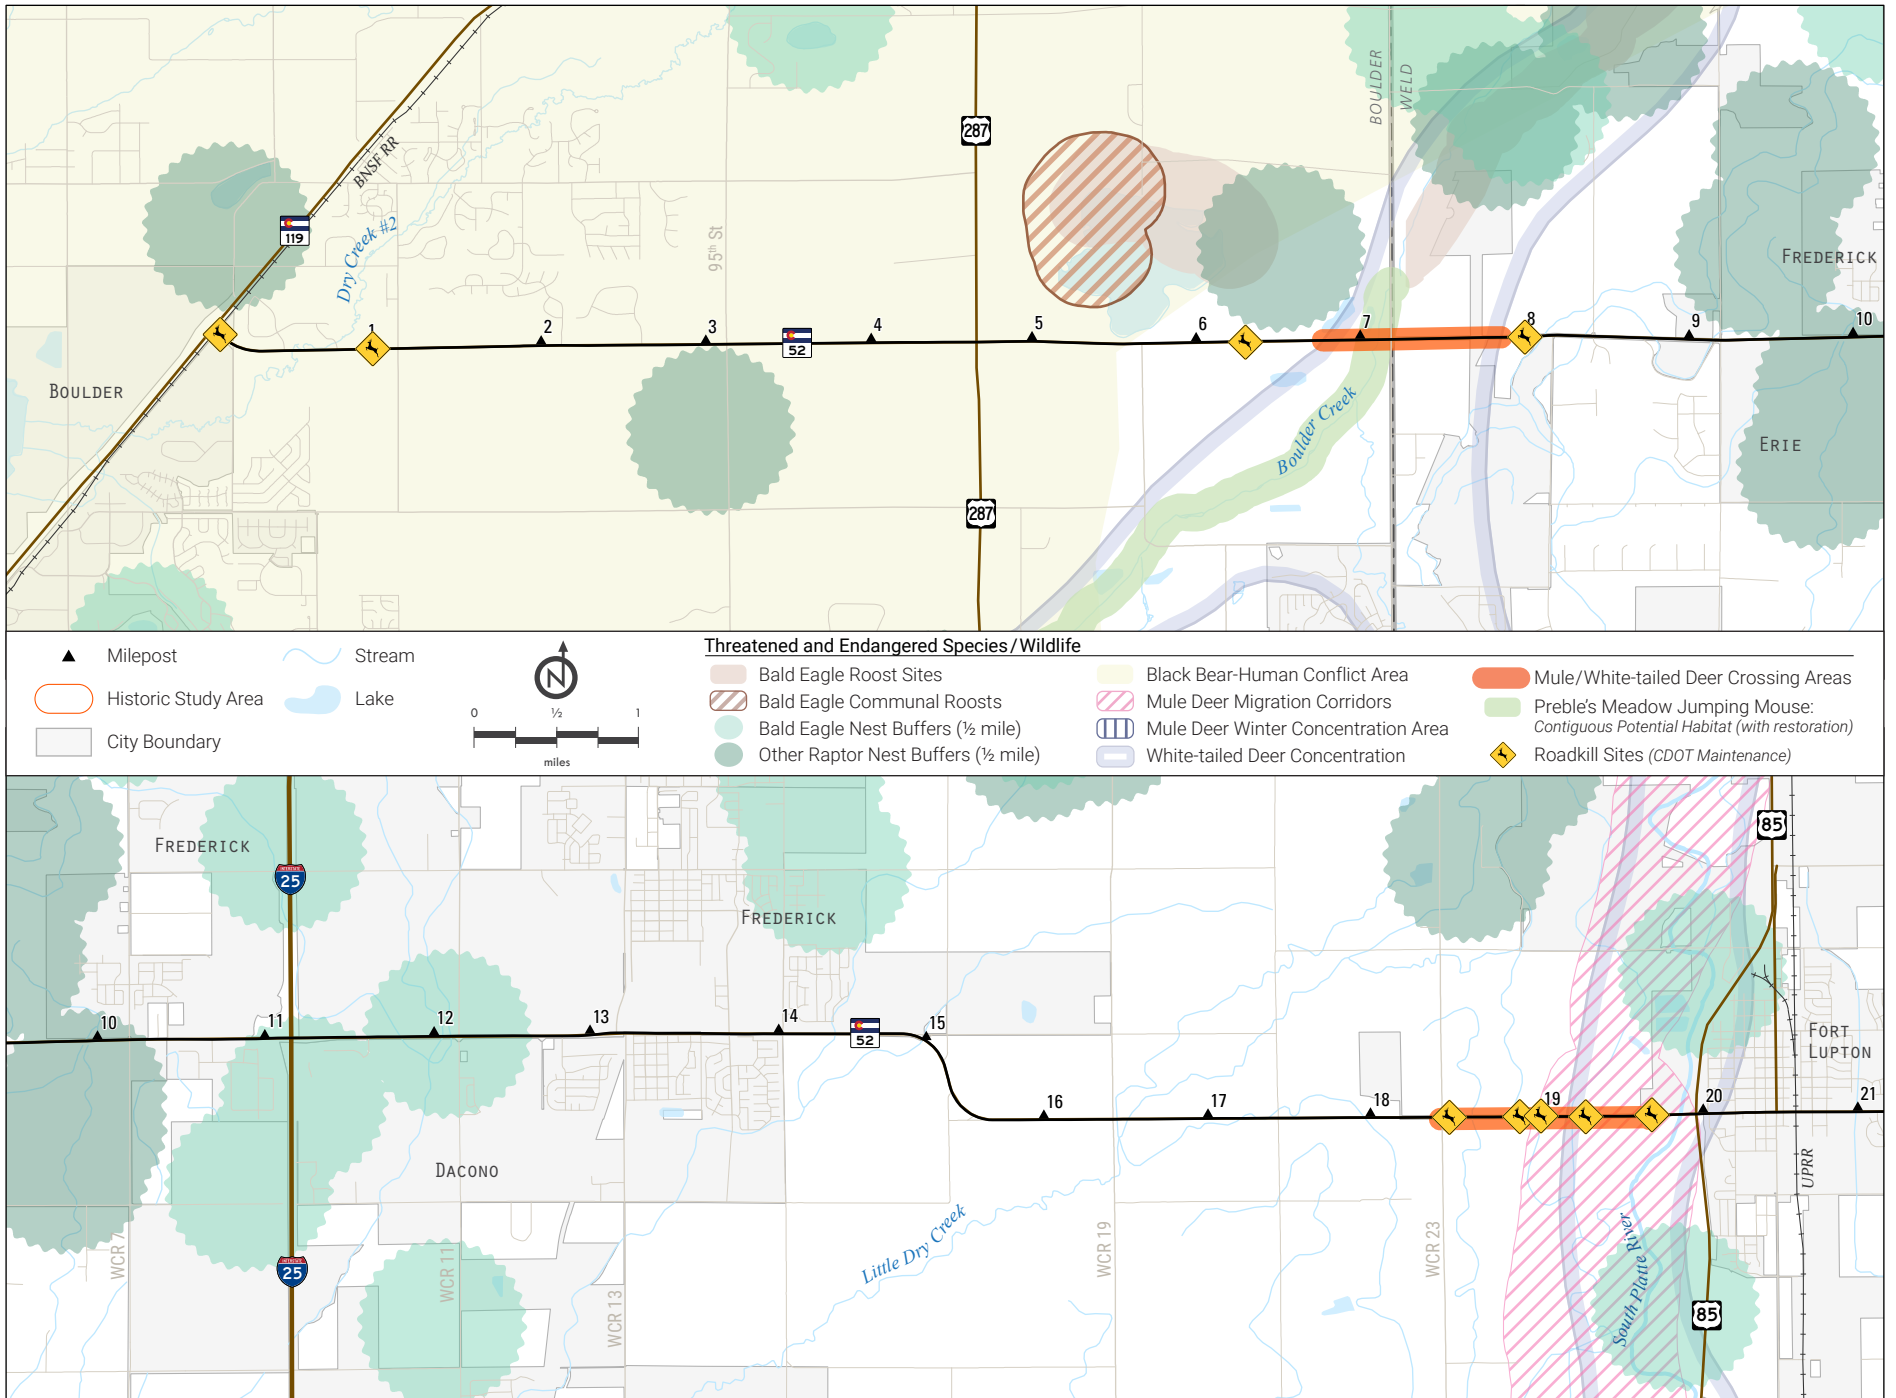 BOULDER
WELD
287
BNSF RR
119
Dry Creek #2
95th St
FREDERICK
1
2
3
52
4
5
6
7
8
9
10
BOULDER
Boulder Creek
ERIE
287
Milepost
Historic Study Area
City Boundary
Stream
Lake
N
0 ½ 1
miles
Threatened and Endangered Species/Wildlife
Bald Eagle Roost Sites
Bald Eagle Communal Roosts
Bald Eagle Nest Buffers (½ mile)
Other Raptor Nest Buffers (½ mile)
Black Bear-Human Conflict Area
Mule Deer Migration Corridors
Mule Deer Winter Concentration Area
White-tailed Deer Concentration
Mule/White-tailed Deer Crossing Areas
Preble's Meadow Jumping Mouse:
Contiguous Potential Habitat (with restoration)
Roadkill Sites (CDOT Maintenance)
85
FREDERICK
INTERSTATE
25
FREDERICK
10
11
12
13
14
52
15
16
17
18
19
20
21
FORT
LUPTON
DACONO
UPRR
Little Dry Creek
South Platte River
WCR 7
WCR 11
WCR 13
WCR 19
WCR 23
INTERSTATE
25
85